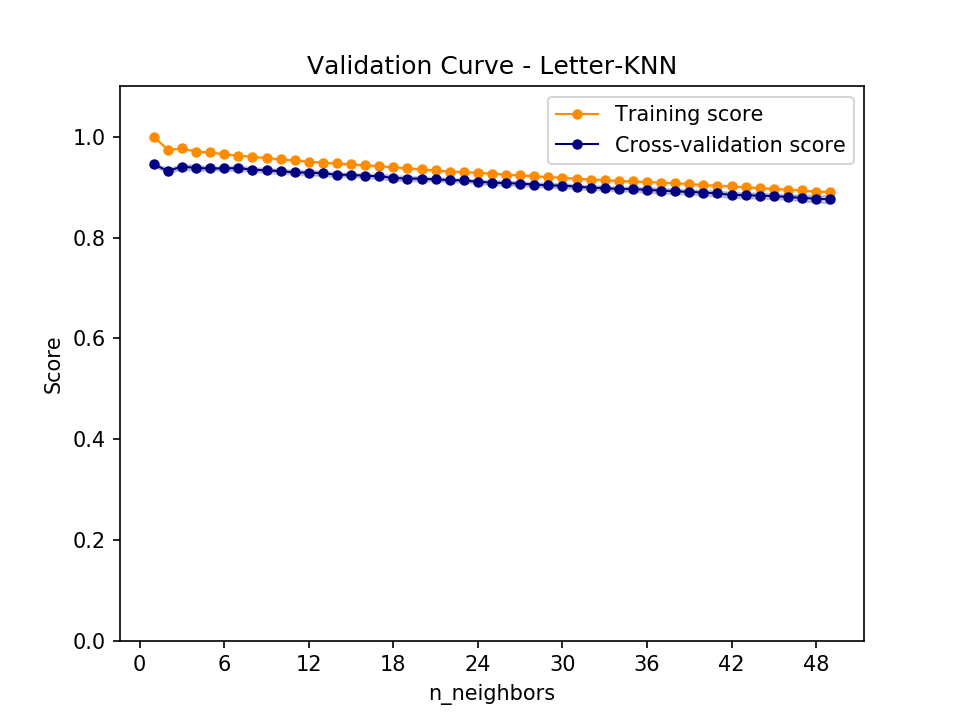 Validation Curve - Letter-KNN
Training score
Cross-validation score
1.0
0.8
0.6
0.4
0.2
0.0
Score
0 6 12 18 24 30 36 42 48
n_neighbors